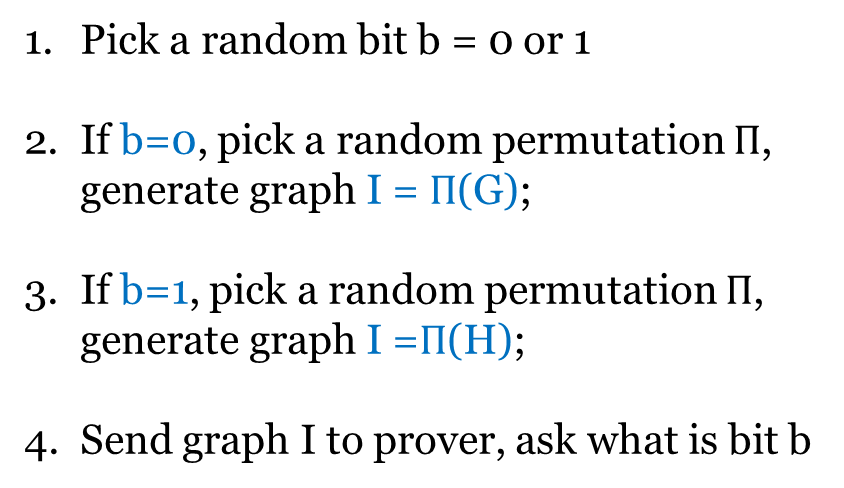 1. Pick a random bit b = 0 or 1
2. If b=0, pick a random permutation Π,
generate graph I = Π(G);
3. If b=1, pick a random permutation Π,
generate graph I =Π(H);
4. Send graph I to prover, ask what is bit b